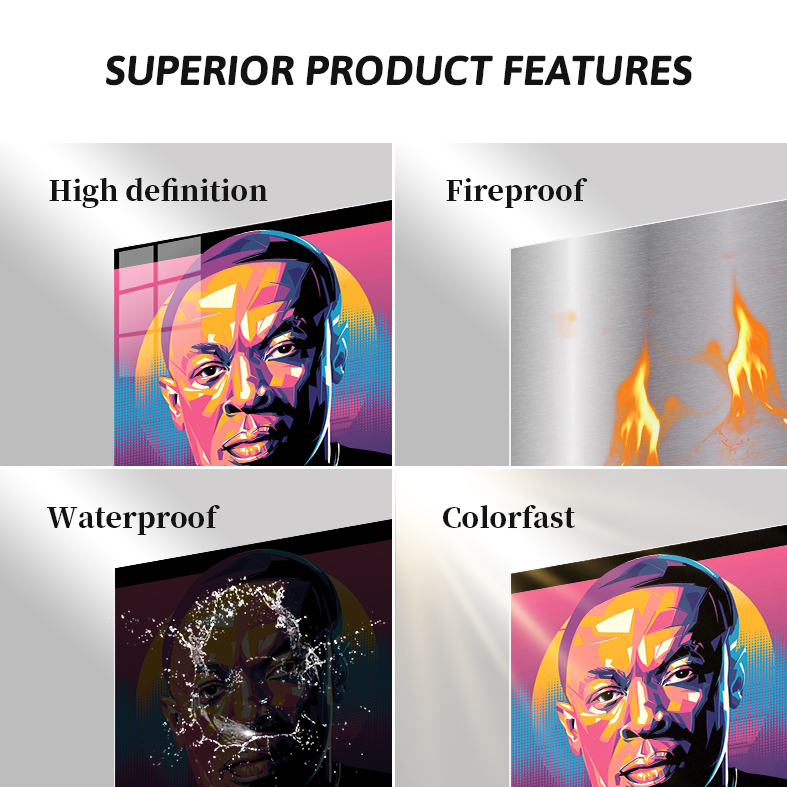 SUPERIOR PRODUCT FEATURES
High definition
Fireproof
Waterproof
Colorfast